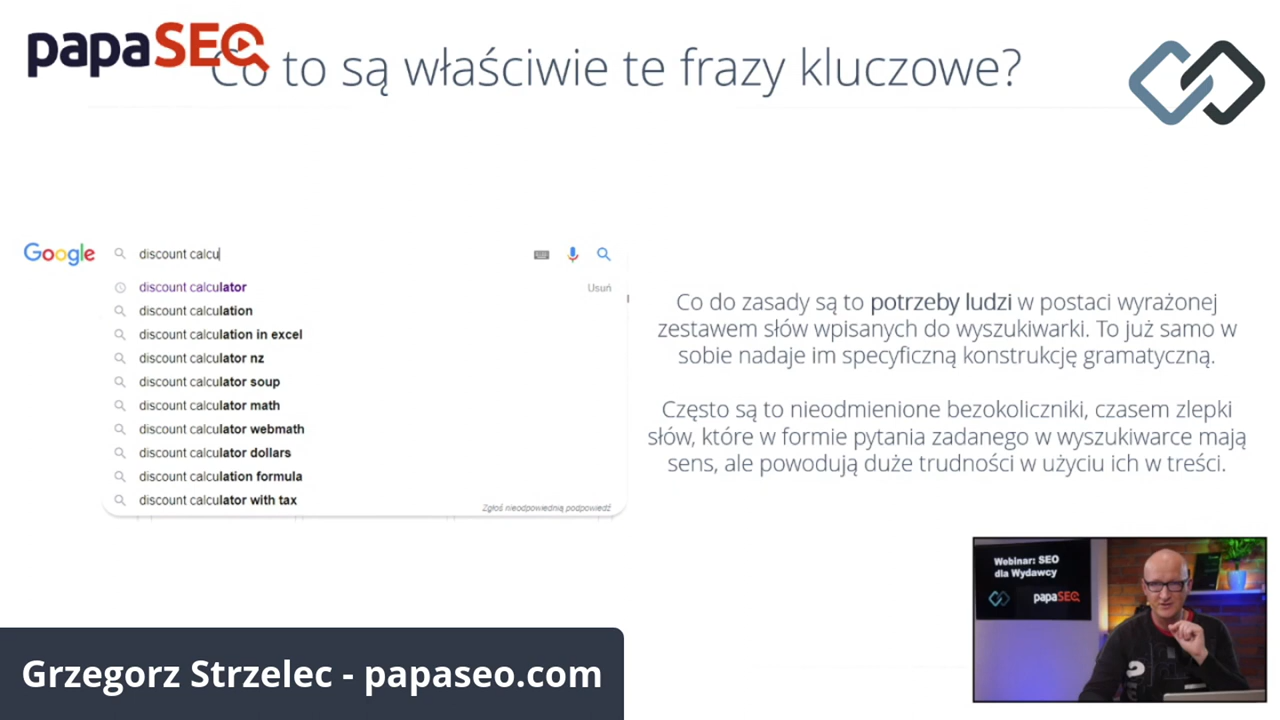 papaSEO
Co to są właściwie te frazy kluczowe?
Google
discount calcu
discount calculator
Usuń
discount calculation
discount calculation in excel
discount calculator nz
discount calculator soup
discount calculator math
discount calculator webmath
discount calculator dollars
discount calculation formula
discount calculator with tax
Zgłoś nieodpowiednią podpowiedź
Co do zasady są to potrzeby ludzi w postaci wyrażonej
zestawem słów wpisanych do wyszukiwarki. To już samo w
sobie nadaje im specyficzną konstrukcję gramatyczną.
Często są to nieodmienione bezokoliczniki, czasem zlepki
słów, które w formie pytania zadanego w wyszukiwarce mają
sens, ale powodują duże trudności w użyciu ich w treści.
Webinar: SEO
dla Wydawcy
papaSEO
Grzegorz Strzelec - papaseo.com